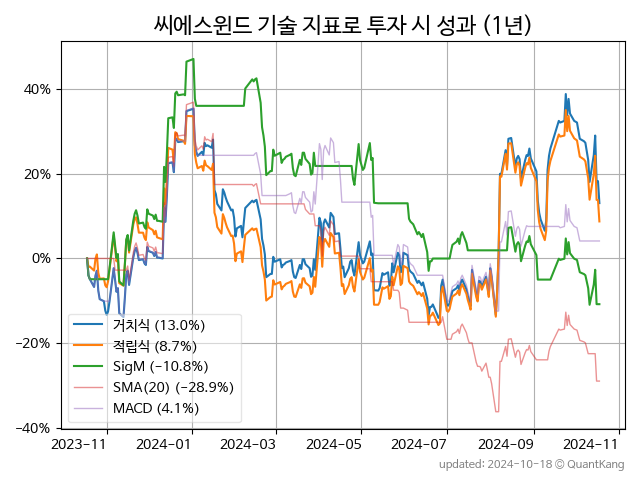 씨에스윈드 기술 지표로 투자 시 성과 (1년)
40%
20%
0%
−20%
−40%
거치식 (13.0%)
적립식 (8.7%)
SigM (−10.8%)
SMA(20) (−28.9%)
MACD (4.1%)
2023-11
2024-01
2024-03
2024-05
2024-07
2024-09
2024-11
updated: 2024-10-18 © QuantKang